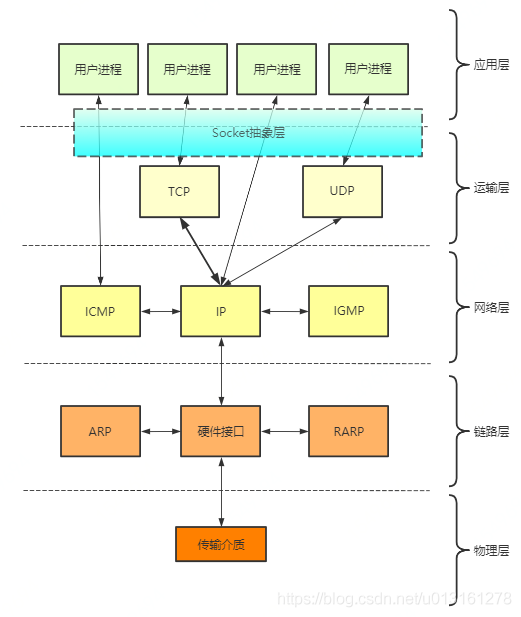 应用层
用户进程
用户进程
用户进程
用户进程
Socket抽象层
运输层
TCP
UDP
网络层
ICMP
IP
IGMP
链路层
ARP
硬件接口
RARP
传输介质
物理层
https://blog.csdn.net/u013161278